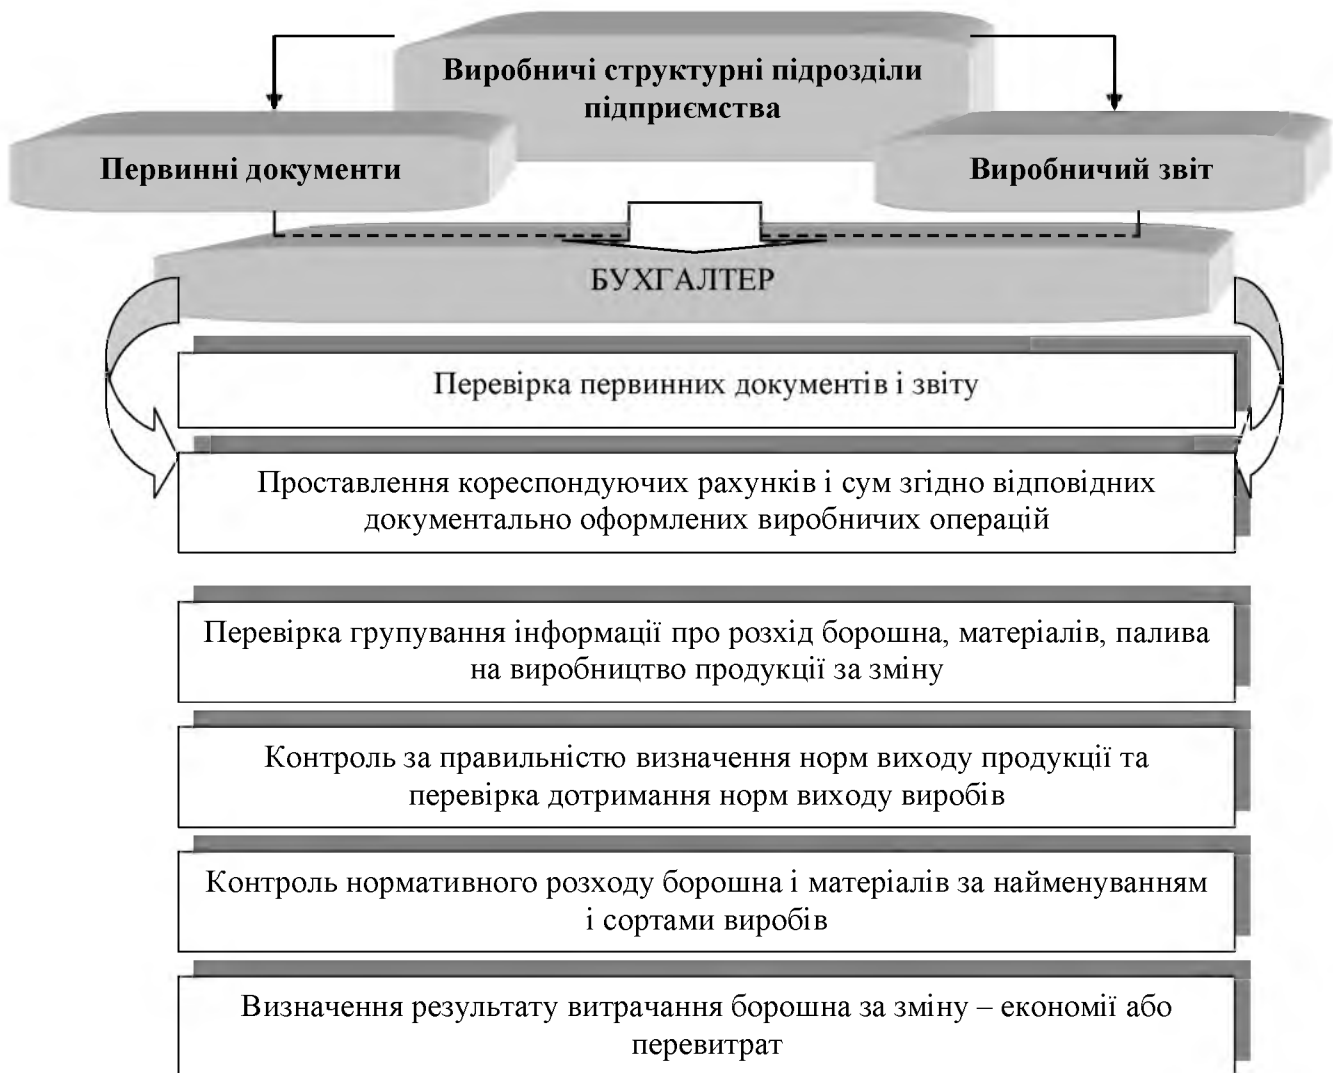 Виробничі структурні підрозділи
підприємства
Первинні документи
Виробничий звіт
БУХГАЛТЕР
Перевірка первинних документів і звіту
Проставлення кореспондуючих рахунків і сум згідно відповідних
документально оформлених виробничих операцій
Перевірка групування інформації про розхід борошна, матеріалів, палива
на виробництво продукції за зміну
Контроль за правильністю визначення норм виходу продукції та
перевірка дотримання норм виходу виробів
Контроль нормативного розходу борошна і матеріалів за найменуванням
і сортами виробів
Визначення результату витрачання борошна за зміну – економії або
перевитрат